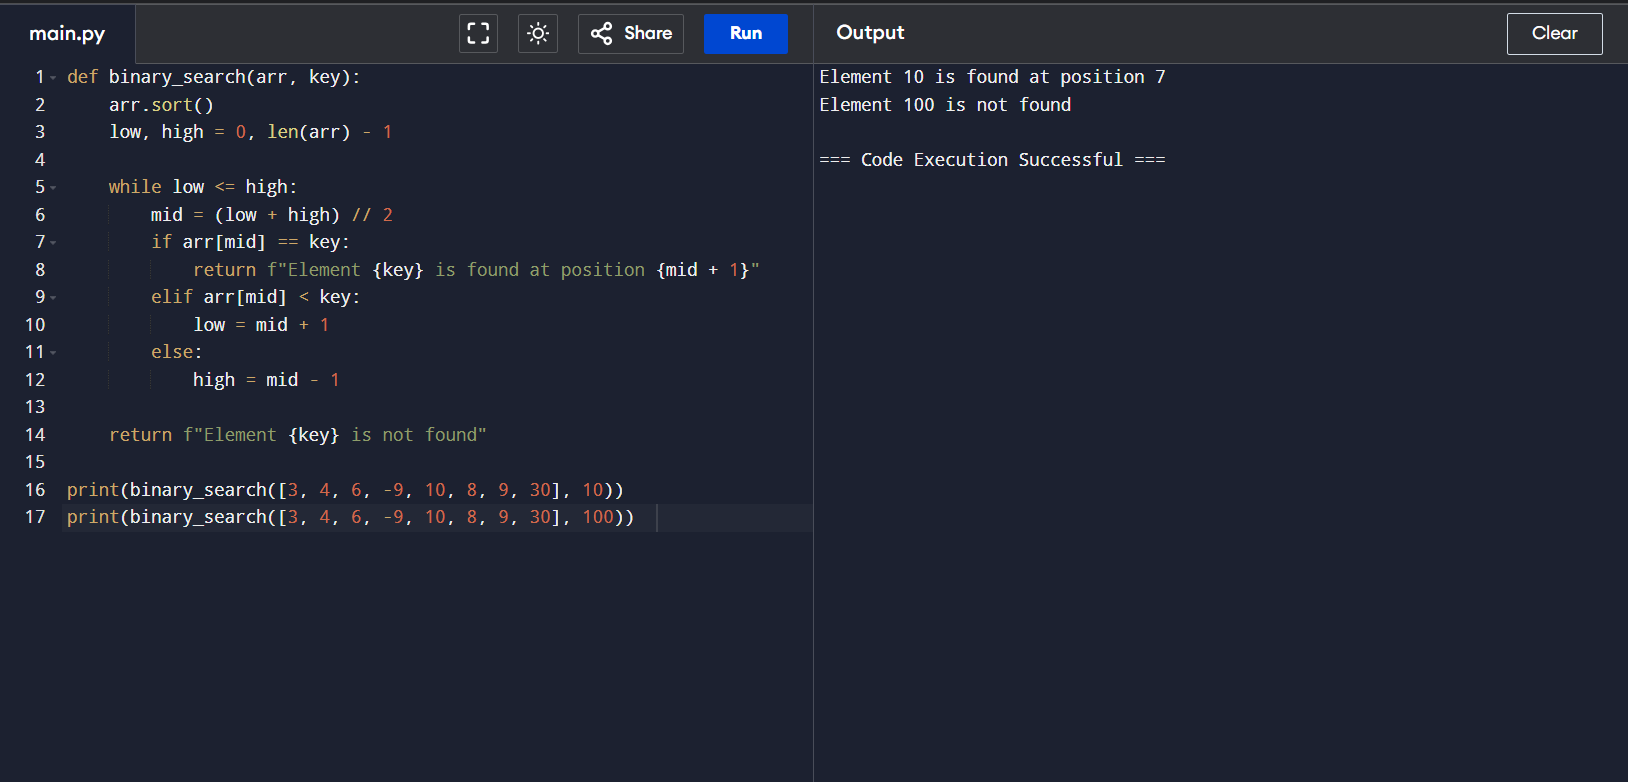 main.py
Share
Run
Output
Clear
1 def binary_search(arr, key):
2     arr.sort()
3     low, high = 0, len(arr) - 1
4
5     while low <= high:
6         mid = (low + high) // 2
7         if arr[mid] == key:
8             return f"Element {key} is found at position {mid + 1}"
9         elif arr[mid] < key:
10             low = mid + 1
11         else:
12             high = mid - 1
13
14     return f"Element {key} is not found"
15
16 print(binary_search([3, 4, 6, -9, 10, 8, 9, 30], 10))
17 print(binary_search([3, 4, 6, -9, 10, 8, 9, 30], 100))
Element 10 is found at position 7
Element 100 is not found
=== Code Execution Successful ===